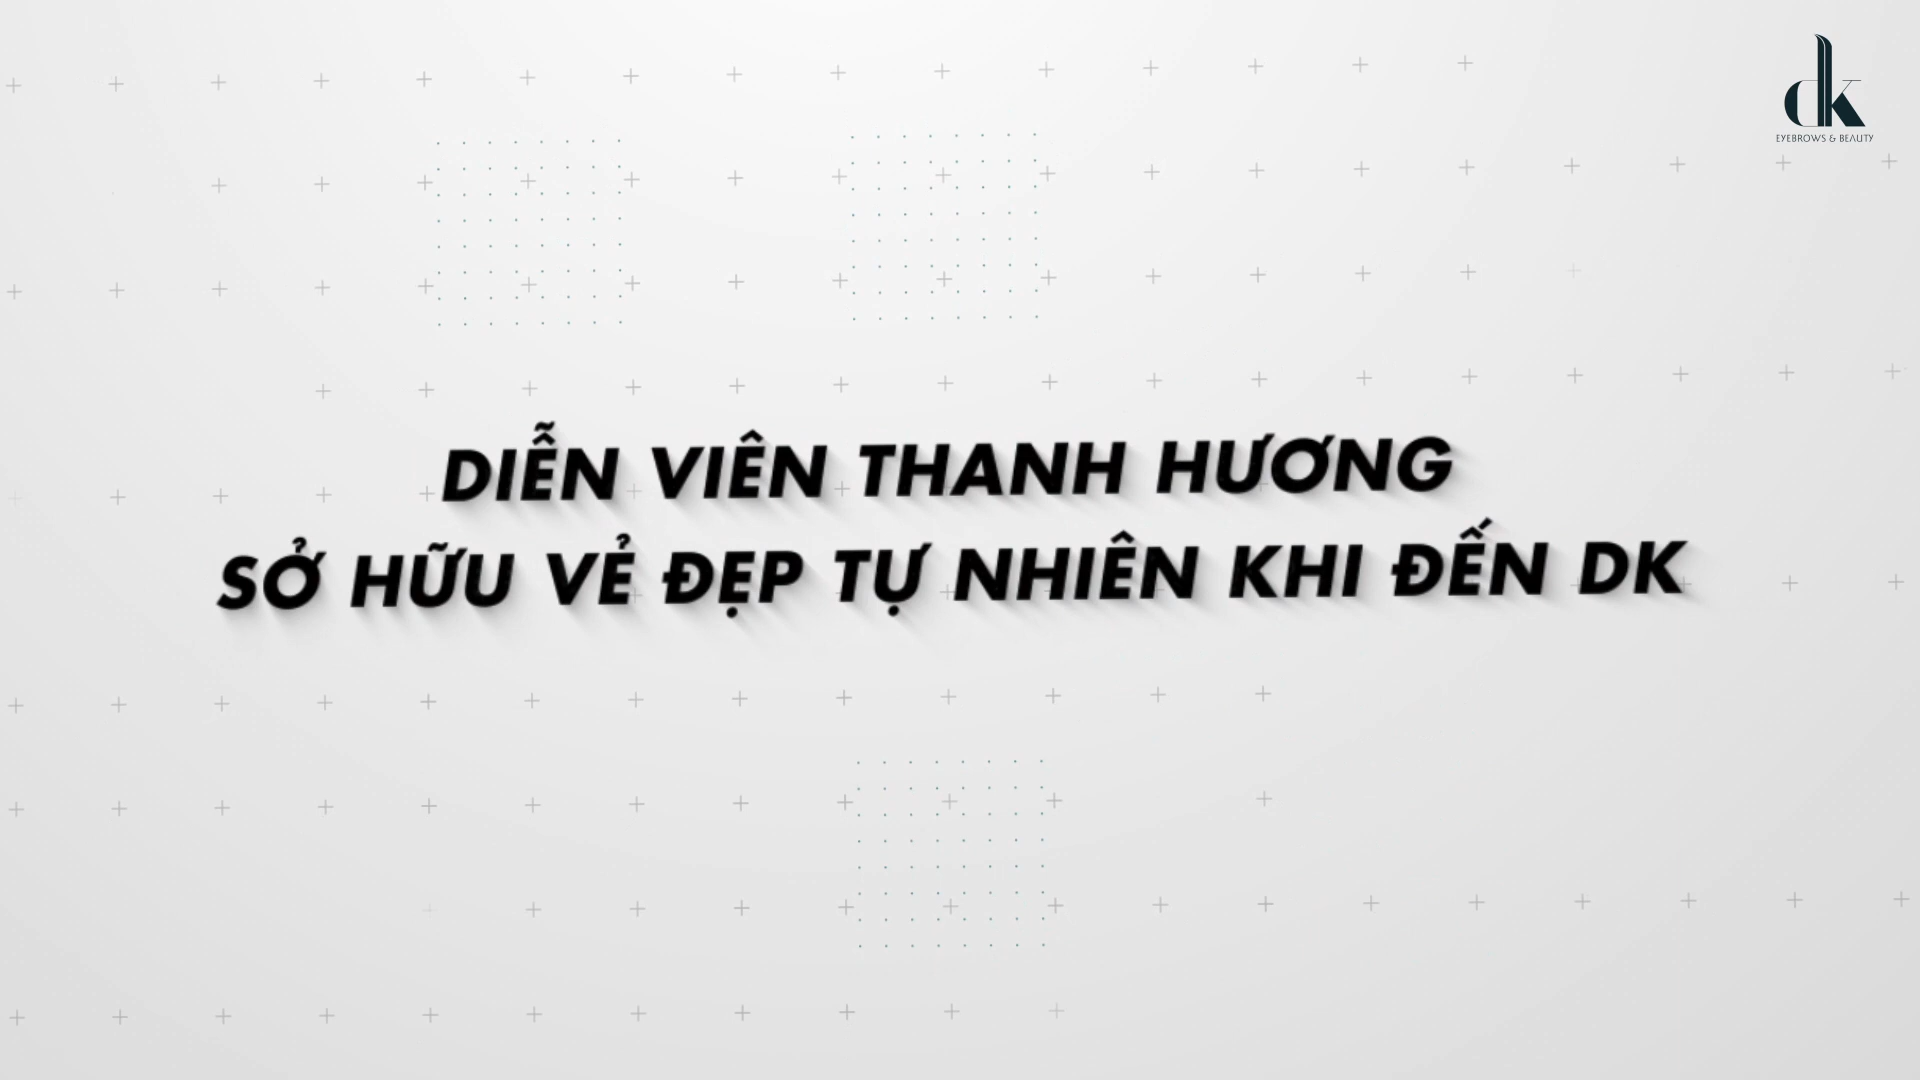 dk
EYEBROWS & BEAUTY
DIỄN VIÊN THANH HƯƠNG
SỞ HỮU VẺ ĐẸP TỰ NHIÊN KHI ĐẾN DK